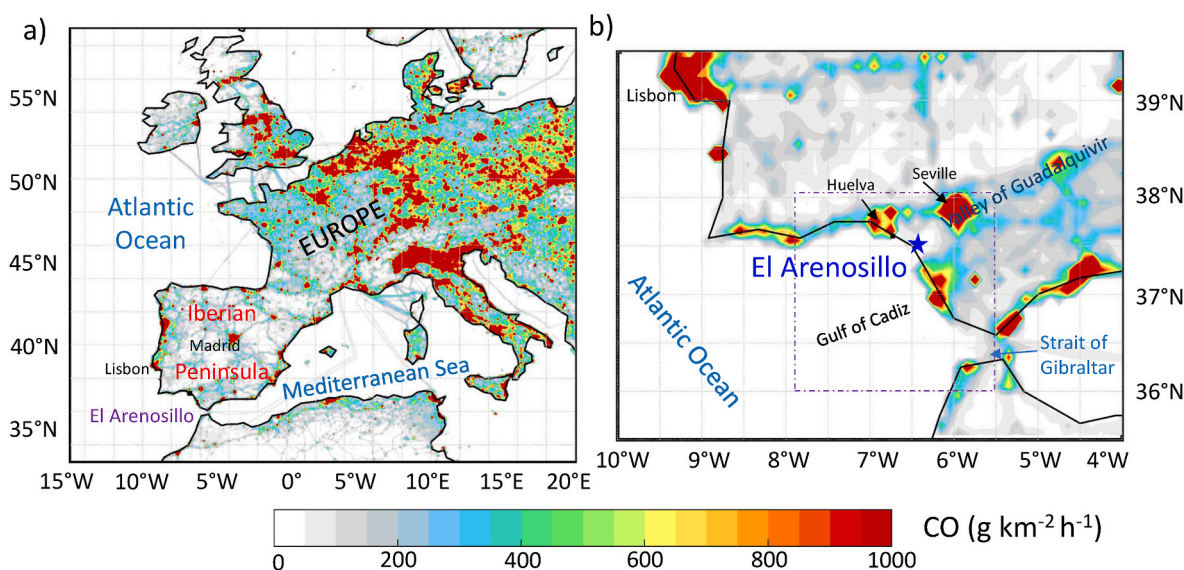 a)
55°N
50°N
45°N
40°N
35°N
Atlantic
Ocean
EUROPE
Iberian
Madrid
Peninsula
Lisbon
El Arenosillo
Mediterranean Sea
15°W 10°W 5°W 0° 5°W 10°E 15°E 20°E
b)
Lisbon
Huelva
Seville
Valley of Guadalquivir
El Arenosillo
Gulf of Cadiz
Atlantic Ocean
Strait of
Gibraltar
39°N
38°N
37°N
36°N
10°W 9°W 8°W 7°W 6°W 5°W 4°W
0 200 400 600 800 1000
CO (g km⁻² h⁻¹)